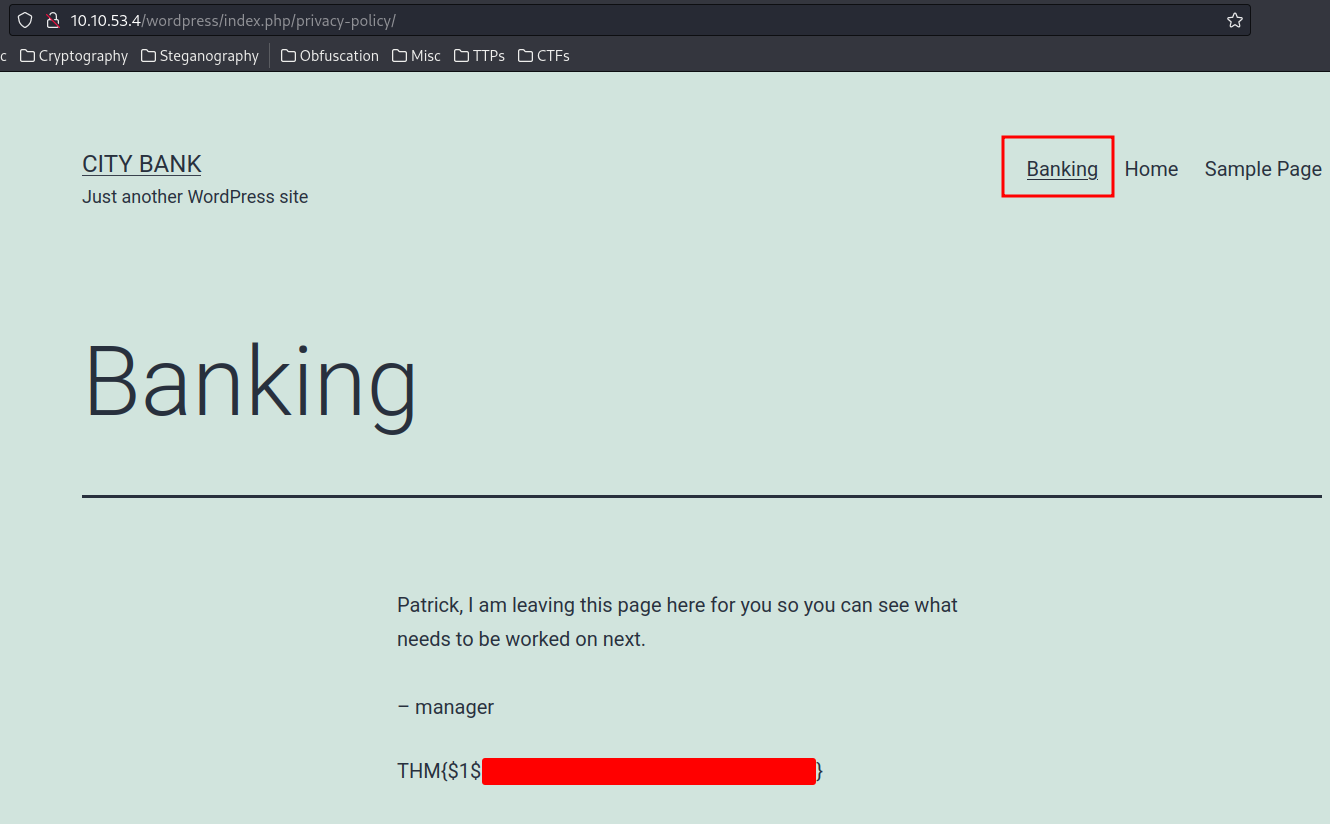 10.10.53.4/wordpress/index.php/privacy-policy/
c Cryptography Steganography Obfuscation Misc TTPs CTFs
CITY BANK
Just another WordPress site
Banking Home Sample Page
Banking
Patrick, I am leaving this page here for you so you can see what
needs to be worked on next.
– manager
THM{$1$ }